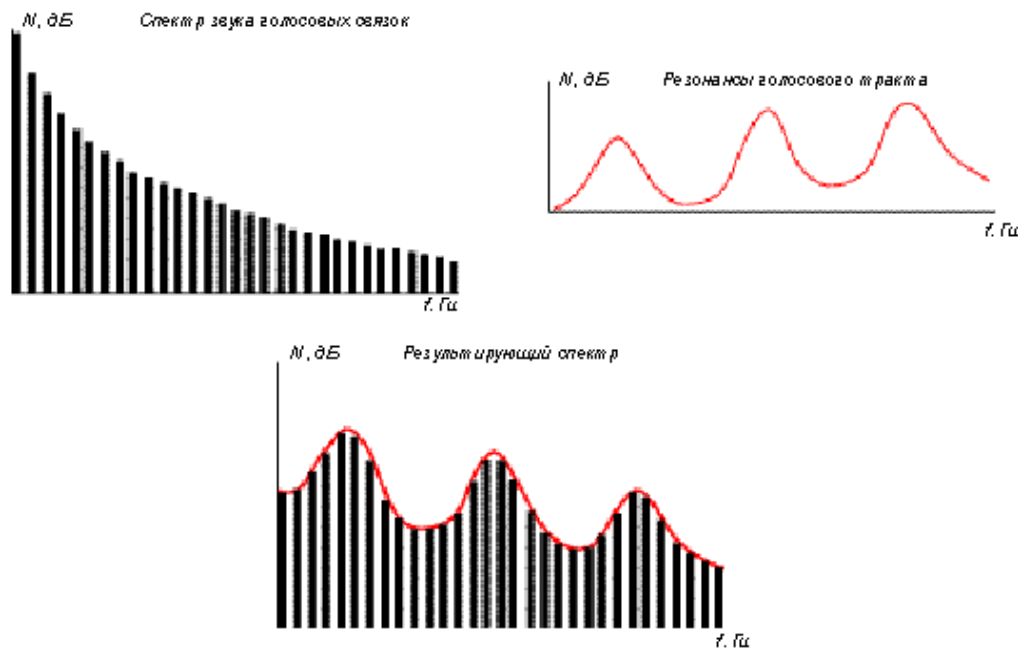 N, дБ Спектр звука голосовых связок
N, дБ Резонансы голосового тракта
f, Гц
f, Гц
N, дБ Результирующий спектр
f, Гц